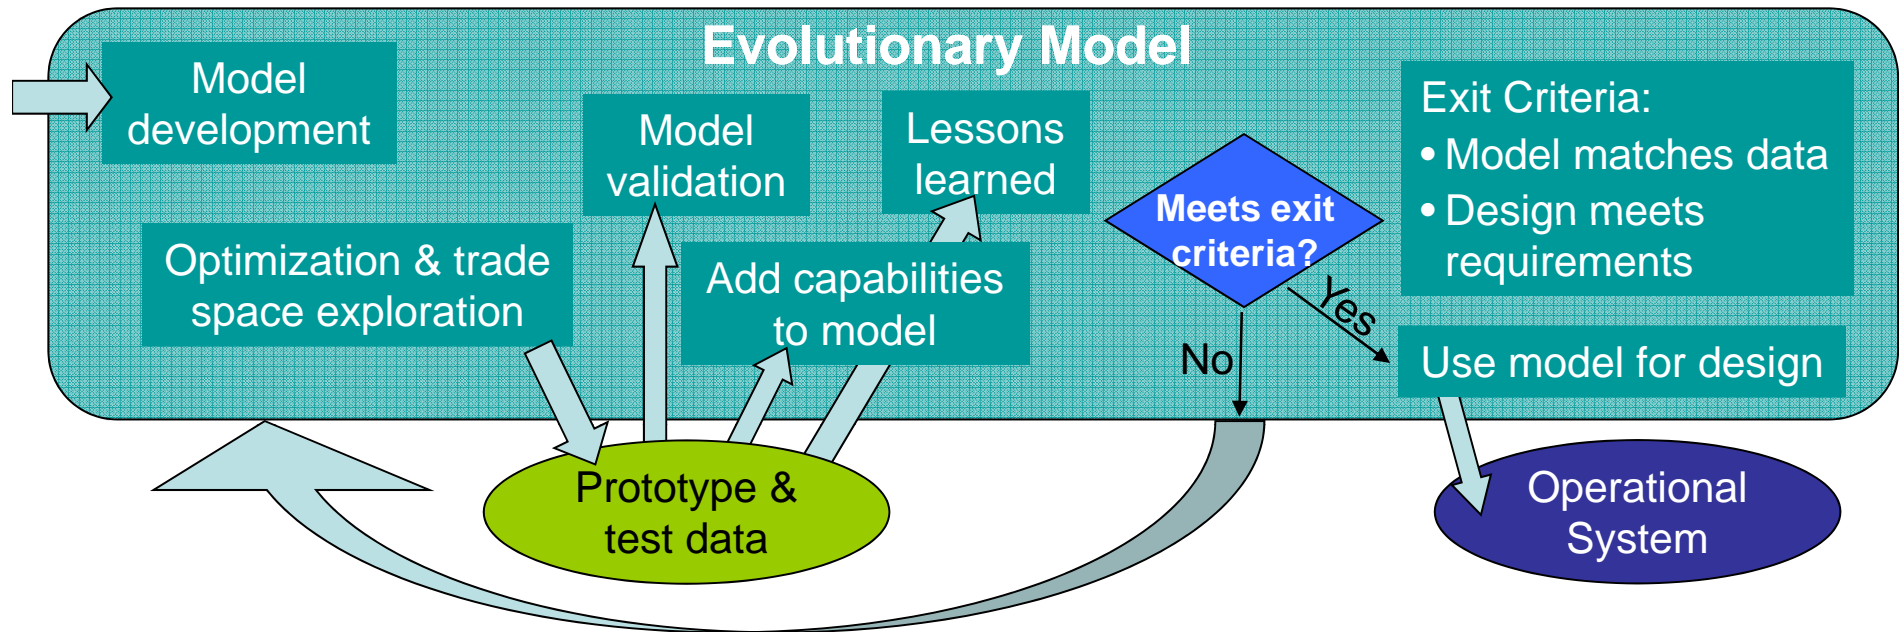 Evolutionary Model
Model
development
Optimization & trade
space exploration
Model
validation
Add capabilities
to model
Lessons
learned
Meets exit
criteria?
No
Yes
Exit Criteria:
• Model matches data
• Design meets
requirements
Use model for design
Prototype &
test data
Operational
System